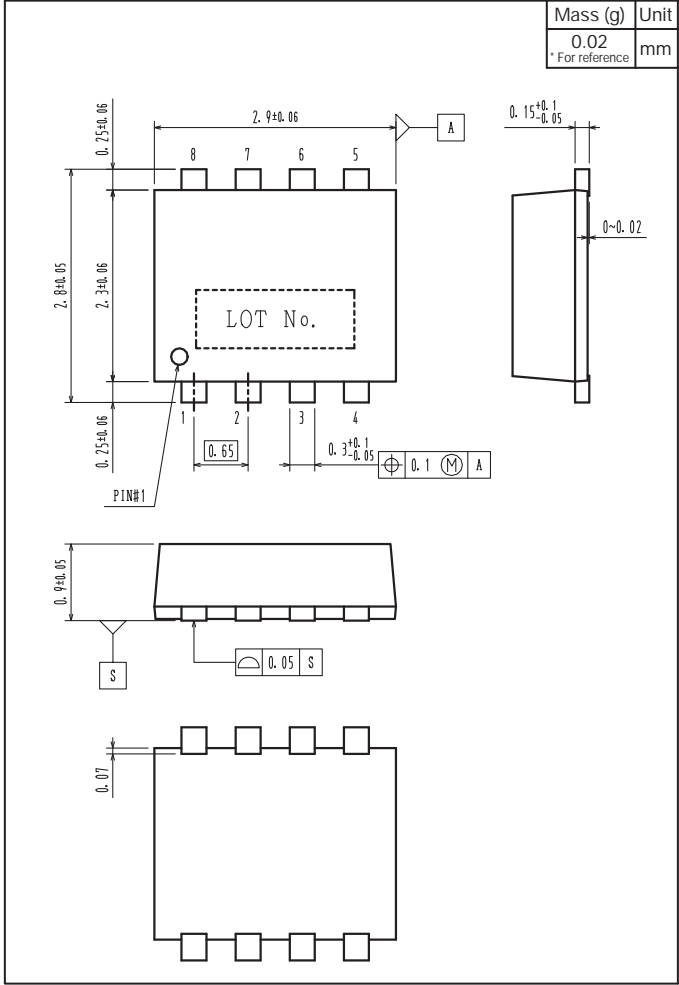 Mass (g) Unit
0.02
* For reference
mm
0.25±0.06
2.9±0.06
A
0.15+0.1 -0.05
8 7 6 5
2.8±0.05
2.3±0.06
0~0.02
LOT No.
1 2 3 4
0.25±0.06
0.65
0.3+0.1 -0.05
0.1 Ⓜ A
PIN#1
0.9±0.05
S
0.05 S
0.07